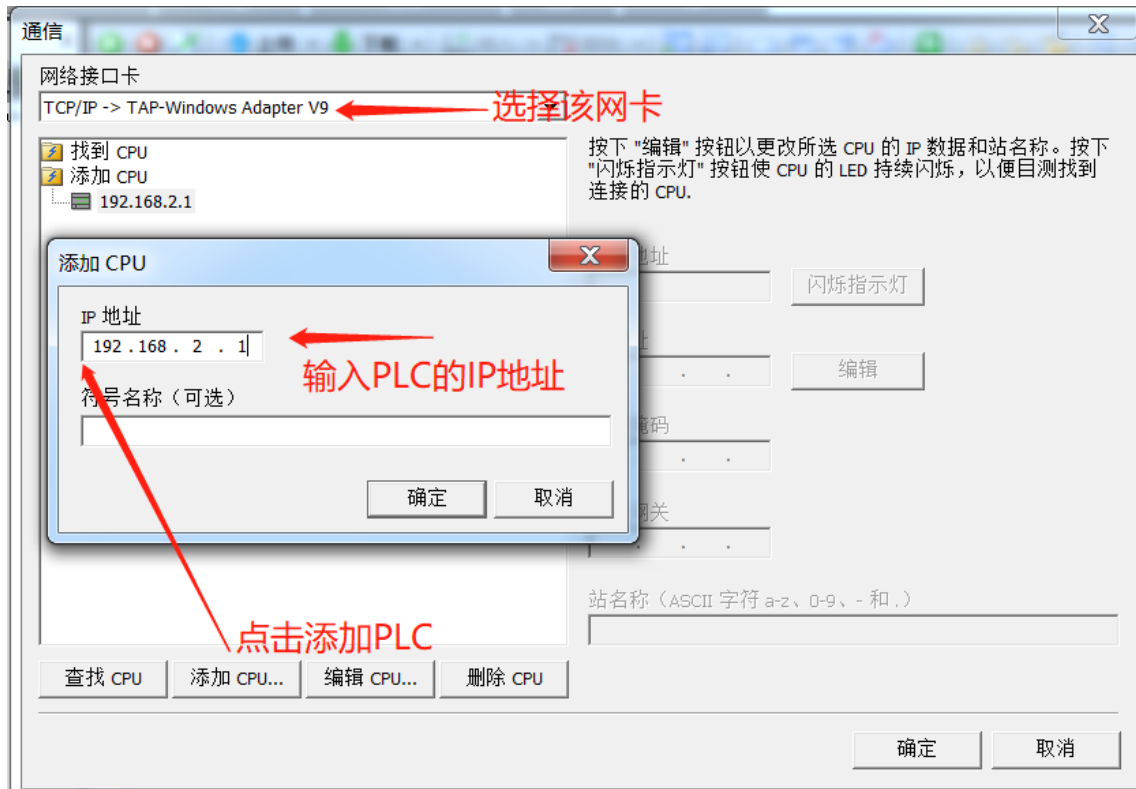 通信
网络接口卡
TCP/IP -> TAP-Windows Adapter V9
选择该网卡
找到 CPU
添加 CPU
192.168.2.1
按下 "编辑" 按钮以更改所选 CPU 的 IP 数据和站名称。按下
"闪烁指示灯" 按钮使 CPU 的 LED 持续闪烁，以便目测找到
连接的 CPU.
添加 CPU
地址
闪烁指示灯
IP 地址
192 . 168 . 2 . 1
输入PLC的IP地址
编辑
符号名称（可选）
掩码
确定
取消
网关
站名称（ASCII 字符 a-z、0-9、- 和 .）
点击添加PLC
查找 CPU
添加 CPU...
编辑 CPU...
删除 CPU
确定
取消